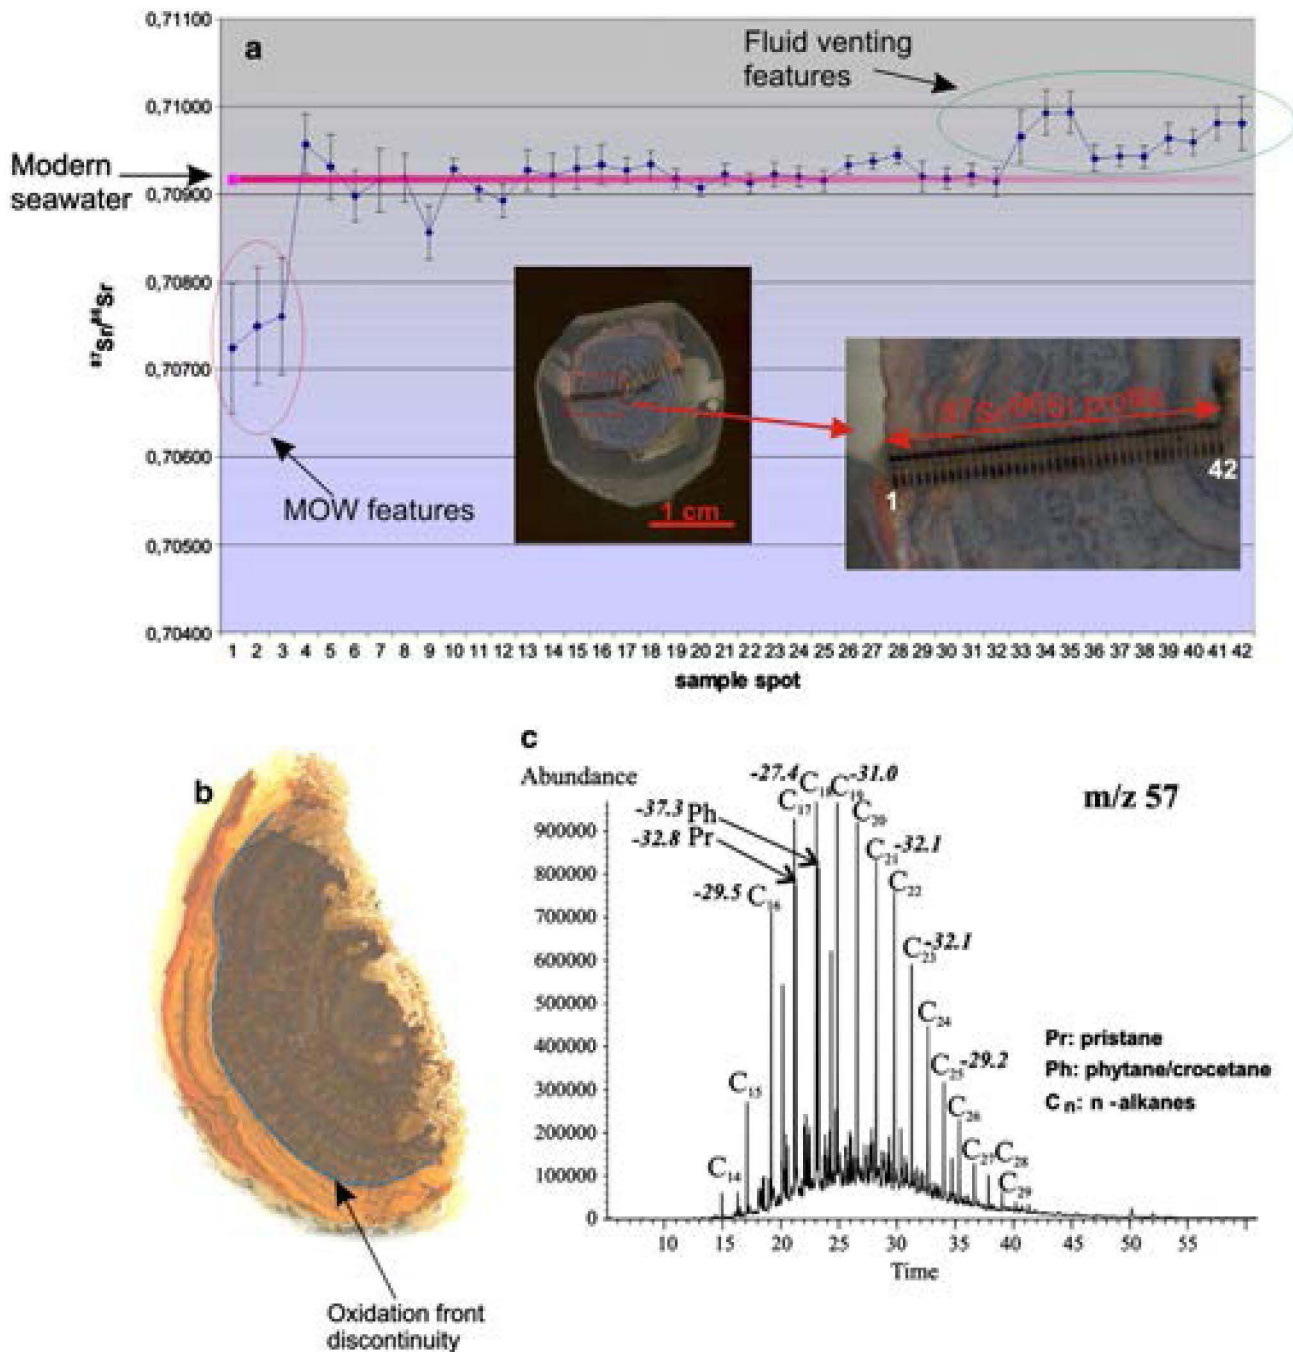 a
0,71100
0,71000
0,70900
0,70800
0,70700
0,70600
0,70500
0,70400
⁸⁷Sr/⁸⁶Sr
Modern
seawater
Fluid venting
features
MOW features
1 cm
87Sr/86Sr profile
1
42
1 2 3 4 5 6 7 8 9 10 11 12 13 14 15 16 17 18 19 20 21 22 23 24 25 26 27 28 29 30 31 32 33 34 35 36 37 38 39 40 41 42
sample spot
b
Oxidation front
discontinuity
c
Abundance
m/z 57
900000
800000
700000
600000
500000
400000
300000
200000
100000
0
-27.4 C₁₈ -31.0
C₁₇ C₁₉
-37.3 Ph C₂₀
-32.8 Pr C₂₁ -32.1
-29.5 C₁₆ C₂₂
C₂₃ -32.1
C₂₄
C₁₅ C₂₅ -29.2
C₂₆
C₁₄ C₂₇ C₂₈
C₂₉
Pr: pristane
Ph: phytane/crocetane
Cₙ: n -alkanes
10 15 20 25 30 35 40 45 50 55
Time